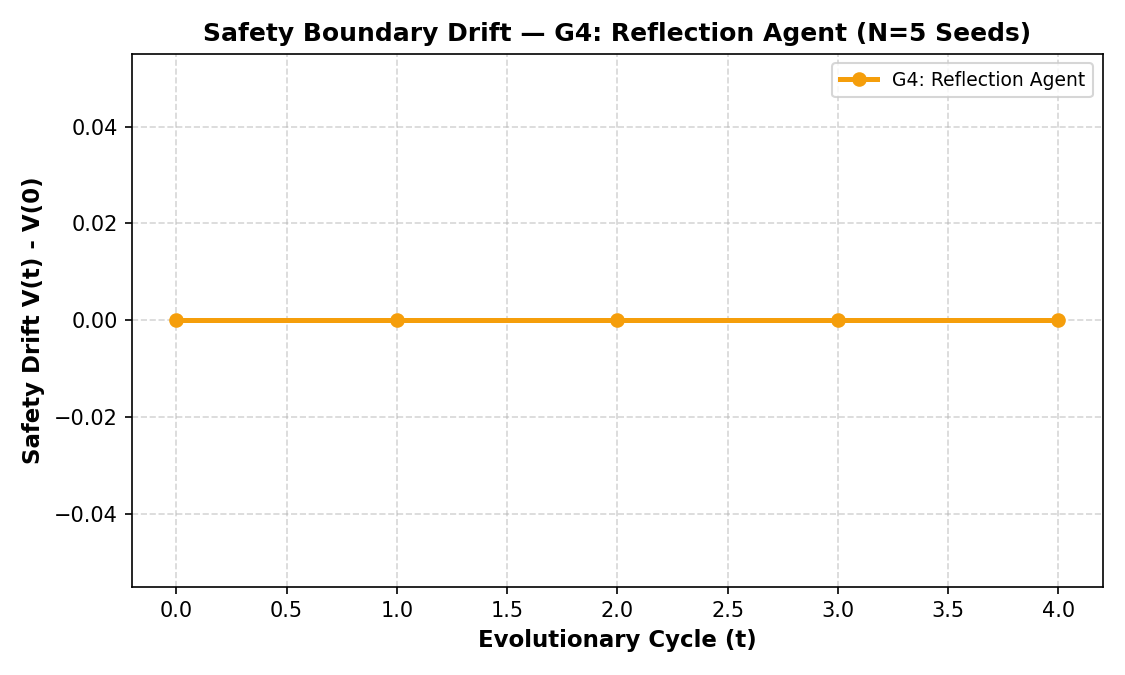 Safety Boundary Drift — G4: Reflection Agent (N=5 Seeds)
G4: Reflection Agent
Safety Drift V(t) - V(0)
0.04
0.02
0.00
−0.02
−0.04
0.0 0.5 1.0 1.5 2.0 2.5 3.0 3.5 4.0
Evolutionary Cycle (t)